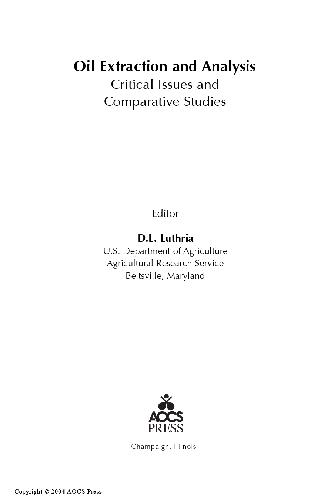 Oil Extraction and Analysis
Critical Issues and
Comparative Studies
Editor
D.L. Luthria
U.S. Department of Agriculture
Agricultural Research Service
Beltsville, Maryland
AOCS
PRESS
Champaign, Illinois
Copyright © 2004 AOCS Press